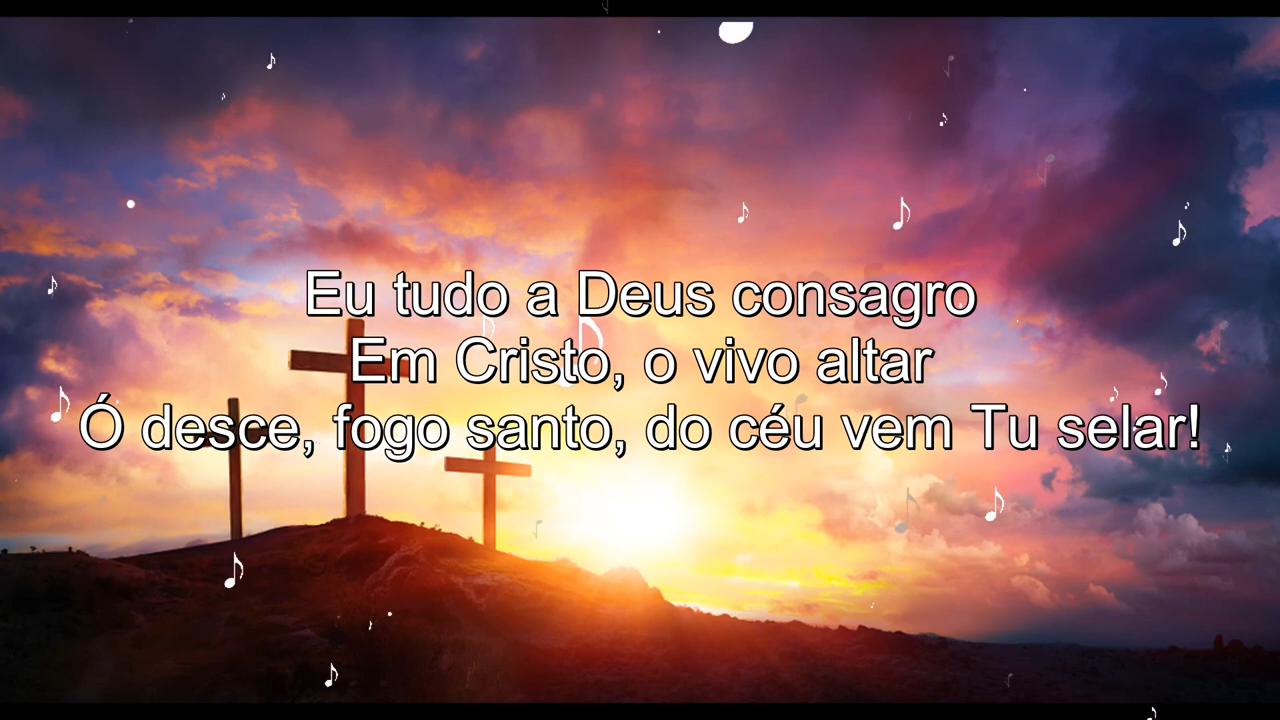 Eu tudo a Deus consagro
Em Cristo, o vivo altar
Ó desce, fogo santo, do céu vem Tu selar!